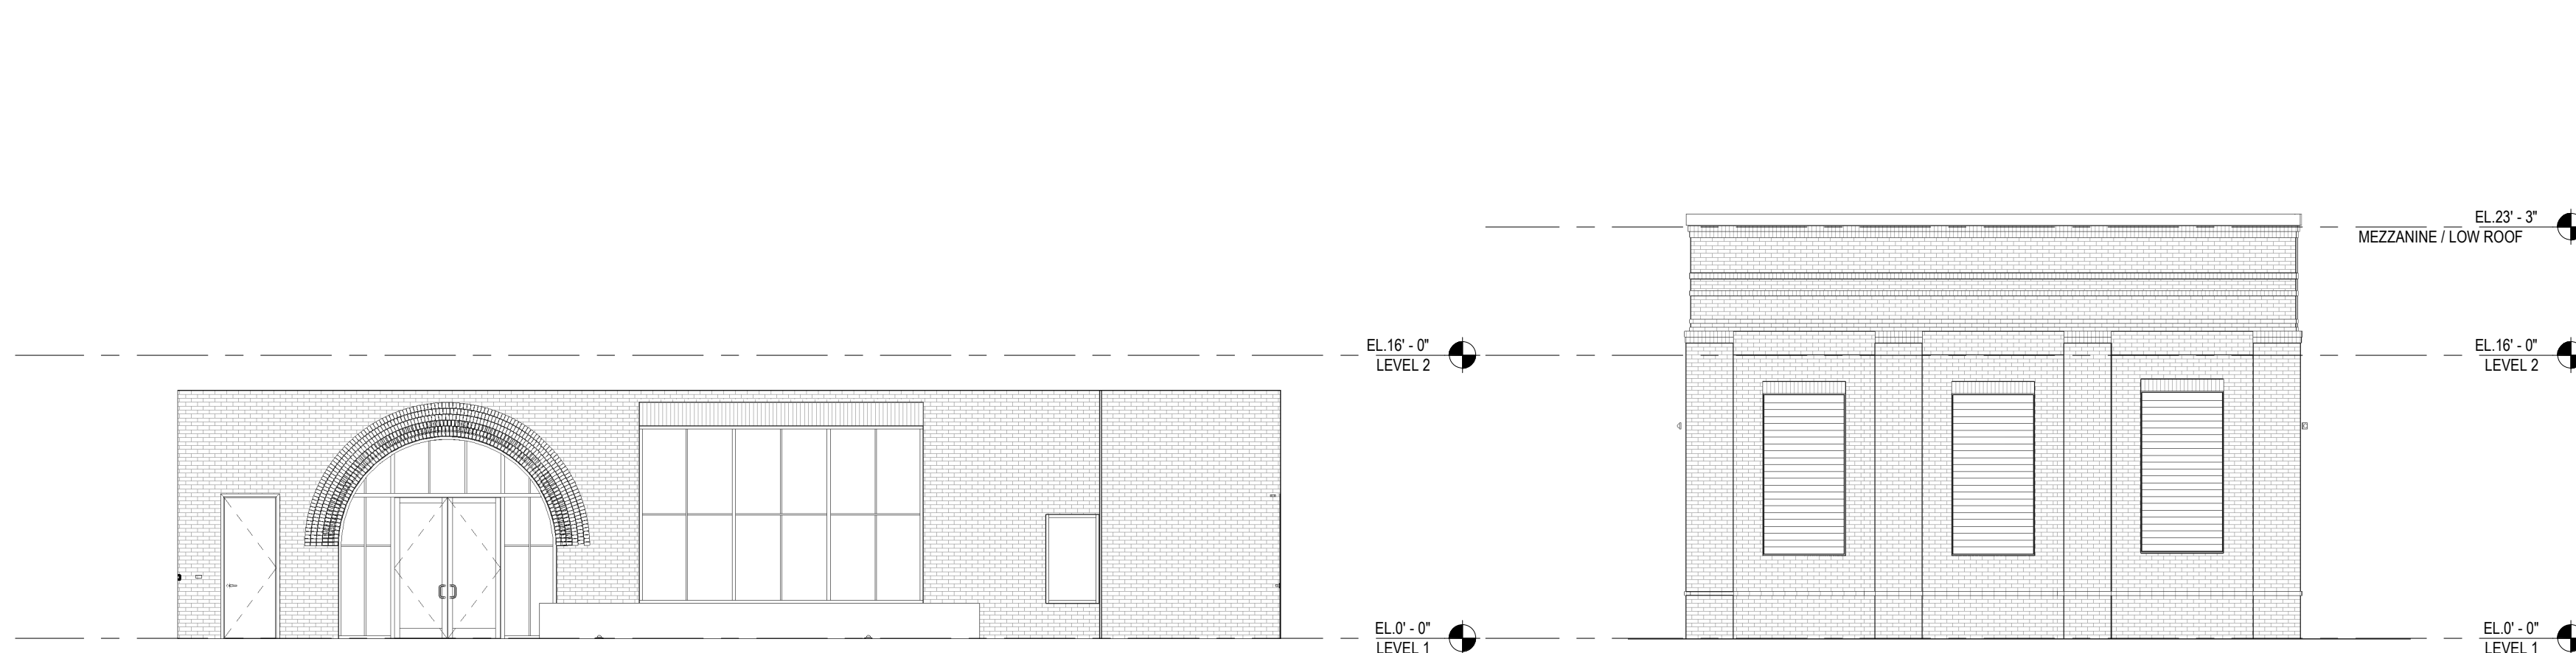 EL.23' - 3"
MEZZANINE / LOW ROOF
EL.16' - 0"
LEVEL 2
EL.16' - 0"
LEVEL 2
EL.0' - 0"
LEVEL 1
EL.0' - 0"
LEVEL 1